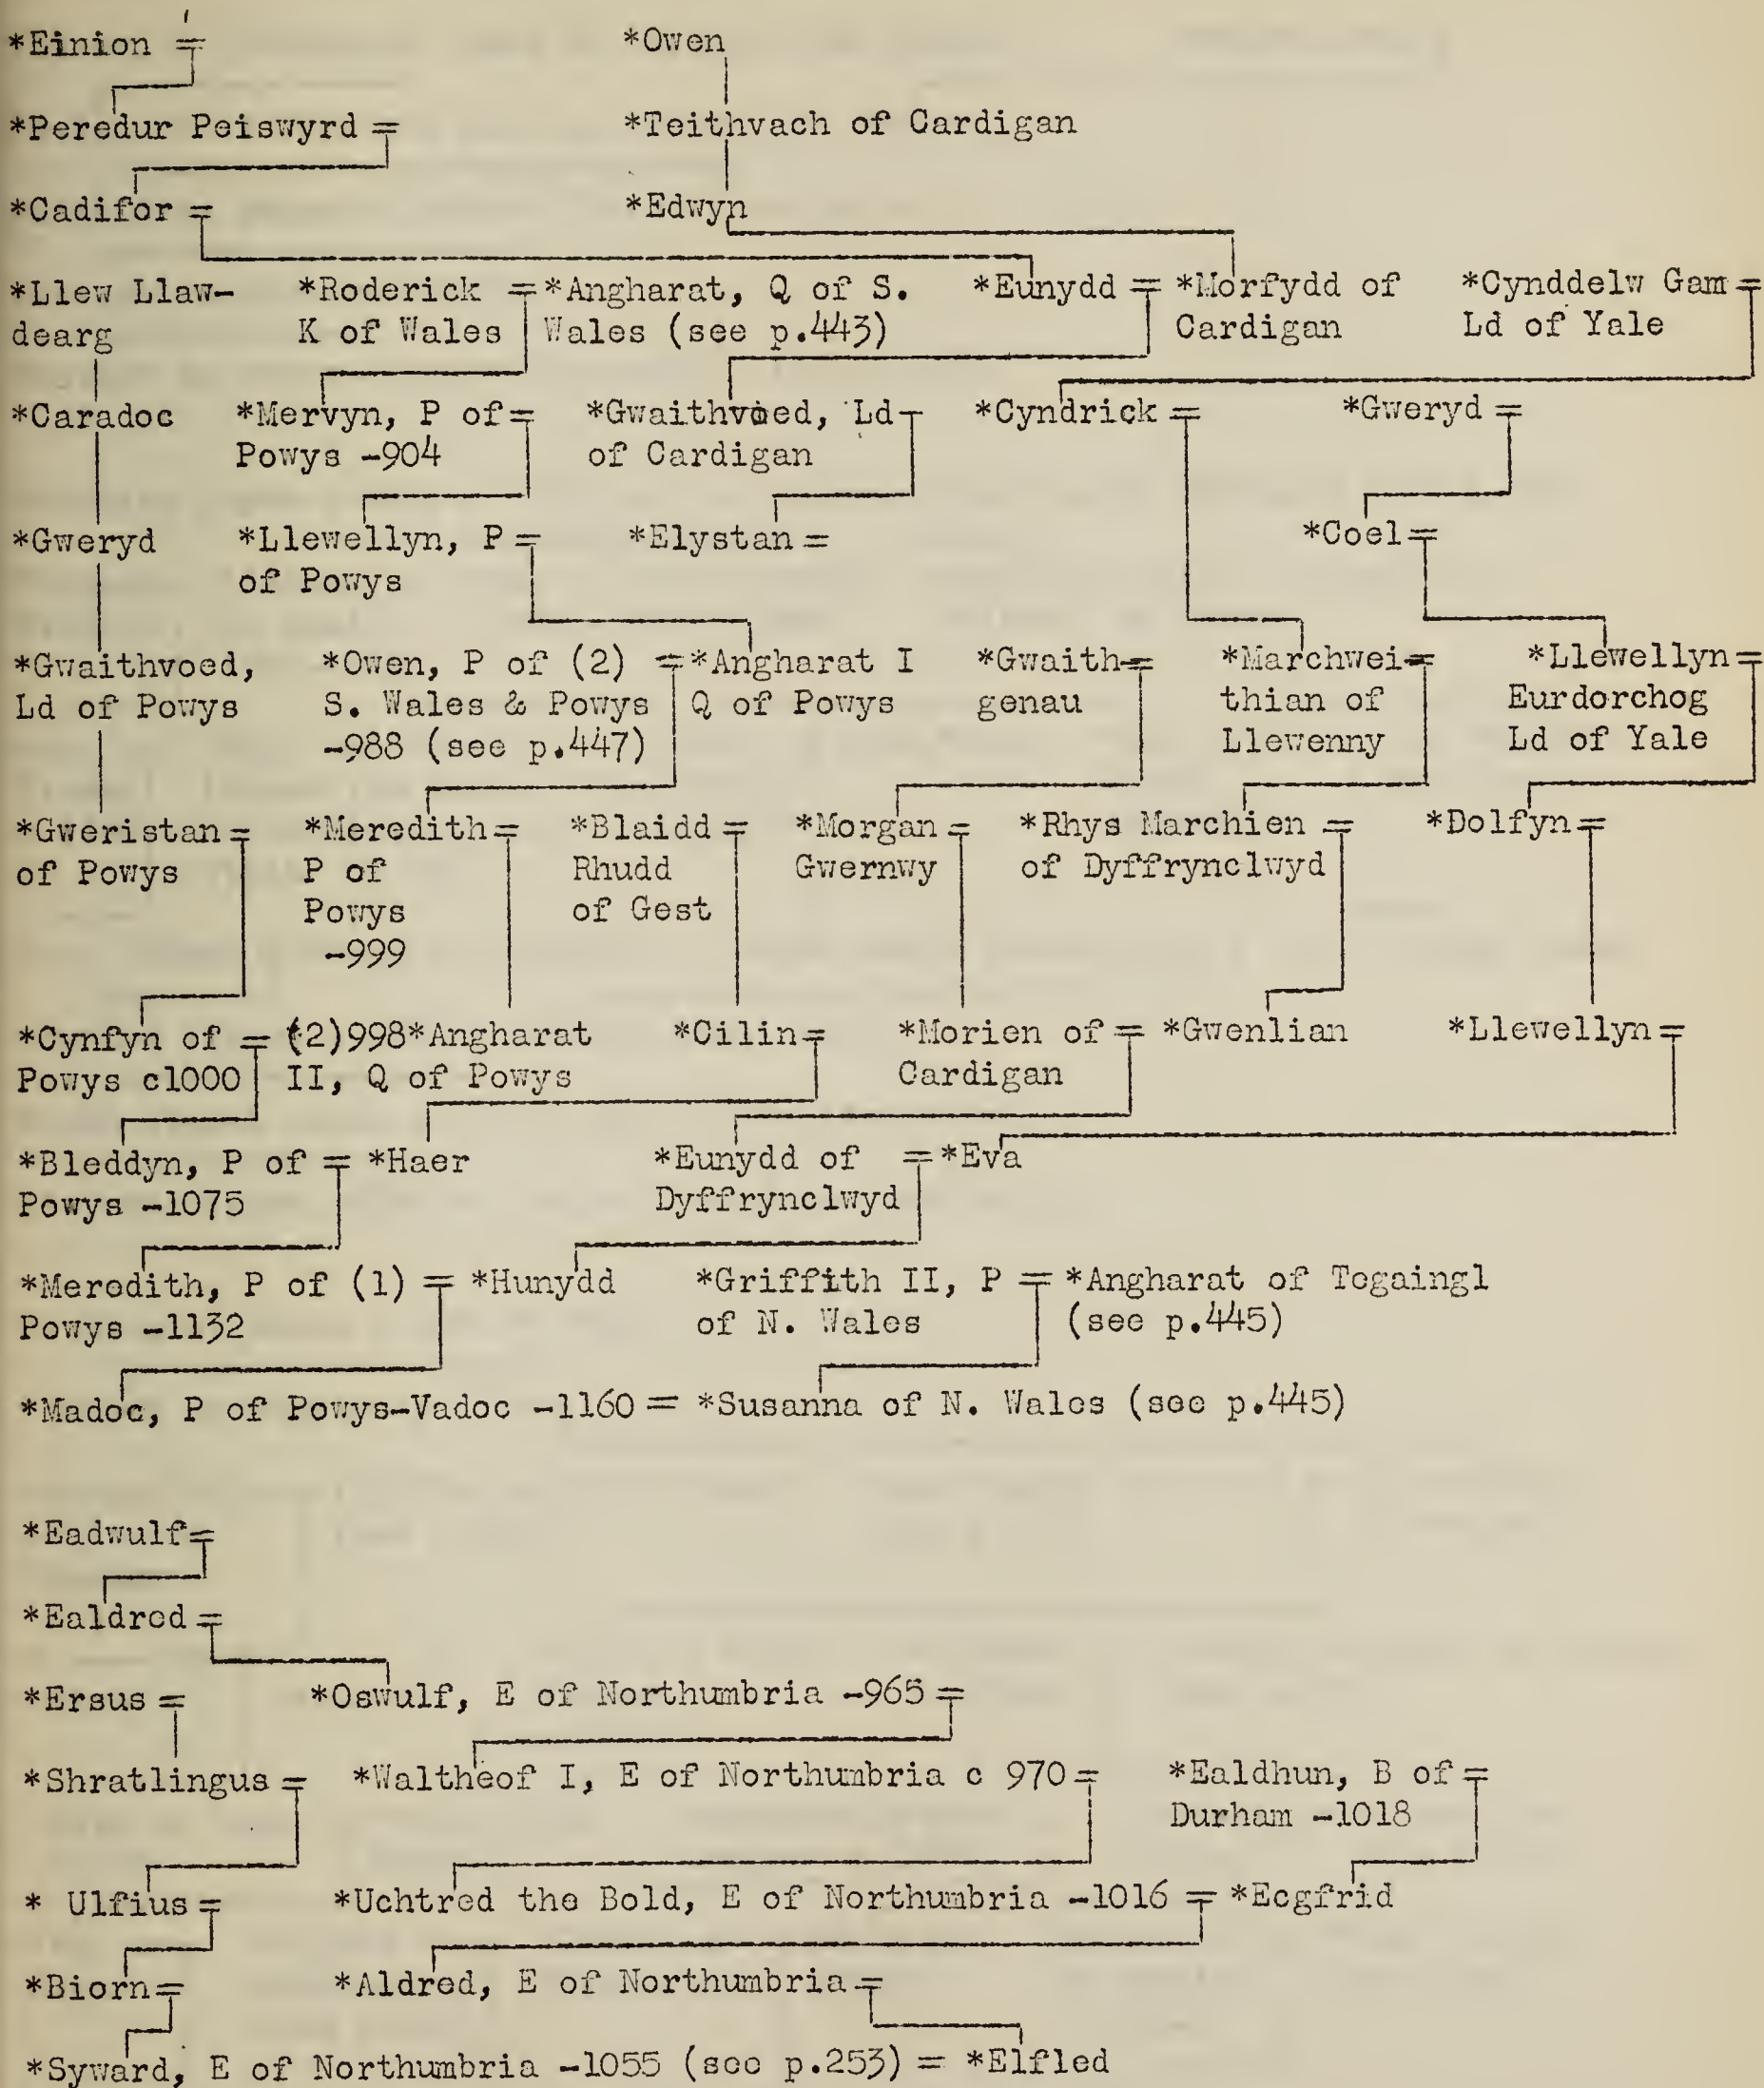 *Einion = *Owen
*Peredur Peiswyrd = *Teithvach of Cardigan
*Cadifor = *Edwyn
*Llew Llaw- *Roderick = *Angharat, Q of S. *Eunydd = *Morfydd of *Cynddelw Gam =
dearg K of Wales Wales (see p.443) Cardigan Ld of Yale
*Caradoc *Mervyn, P of = *Gwaithvoed, Ld *Cyndrick = *Gweryd =
Powys -904 of Cardigan
*Gweryd *Llewellyn, P = *Elystan = *Coel =
of Powys
*Gwaithvoed, *Owen, P of (2) = *Angharat I *Gwaith- = *Marchwei- = *Llewellyn =
Ld of Powys S. Wales & Powys Q of Powys genau thian of Eurdorchog
-988 (see p.447) Llewenny Ld of Yale
*Gweristan = *Meredith = *Blaidd = *Morgan = *Rhys Marchien = *Dolfyn =
of Powys P of Rhudd Gwernwy of Dyffrynclwyd
Powys of Gest
-999
*Cynfyn of = (2)998*Angharat *Cilin = *Morien of = *Gwenlian *Llewellyn =
Powys c1000 II, Q of Powys Cardigan
*Bleddyn, P of = *Haer *Eunydd of = *Eva
Powys -1075 Dyffrynclwyd
*Meredith, P of (1) = *Hunydd *Griffith II, P = *Angharat of Tegaingl
Powys -1132 of N. Wales (see p.445)
*Madoc, P of Powys-Vadoc -1160 = *Susanna of N. Wales (see p.445)
*Eadwulf =
*Ealdred =
*Ersus = *Oswulf, E of Northumbria -965 =
*Shratlingus = *Waltheof I, E of Northumbria c 970 = *Ealdhun, B of =
Durham -1018
* Ulfius = *Uchtred the Bold, E of Northumbria -1016 = *Ecgfrid
*Biorn = *Aldred, E of Northumbria =
*Syward, E of Northumbria -1055 (see p.253) = *Elfled